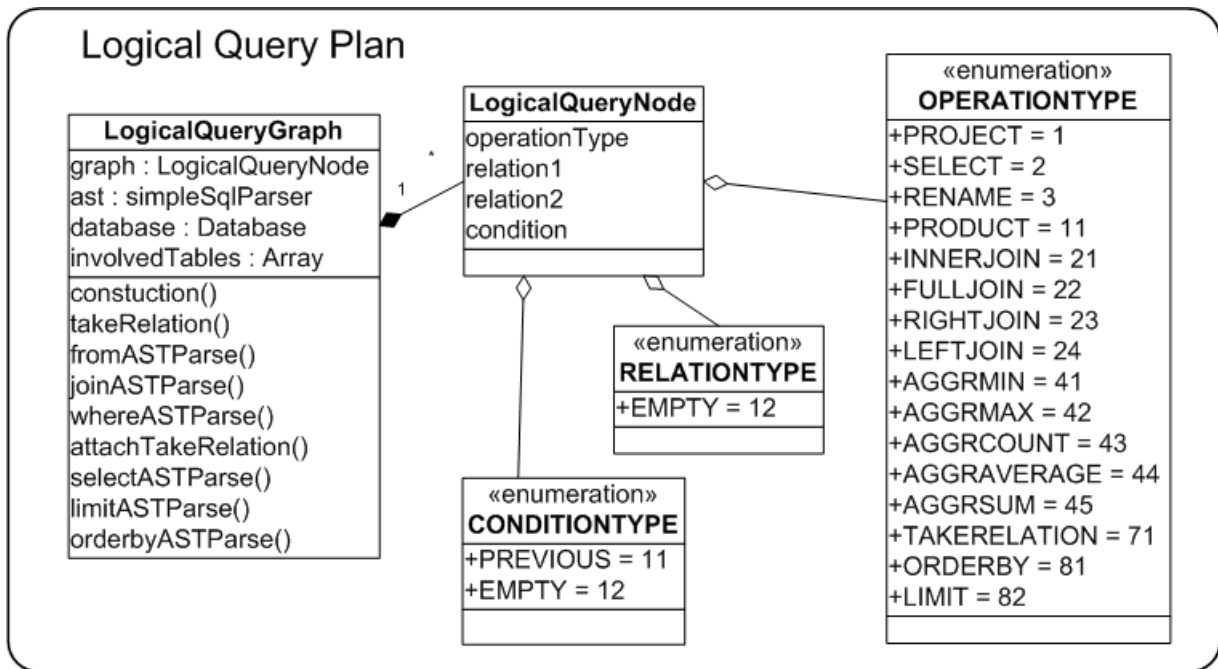 Logical Query Plan
LogicalQueryGraph
graph : LogicalQueryNode
ast : simpleSqlParser
database : Database
involvedTables : Array
constuction()
takeRelation()
fromASTParse()
joinASTParse()
whereASTParse()
attachTakeRelation()
selectASTParse()
limitASTParse()
orderbyASTParse()
1
*
LogicalQueryNode
operationType
relation1
relation2
condition
«enumeration»
RELATIONTYPE
+EMPTY = 12
«enumeration»
CONDITIONTYPE
+PREVIOUS = 11
+EMPTY = 12
«enumeration»
OPERATIONTYPE
+PROJECT = 1
+SELECT = 2
+RENAME = 3
+PRODUCT = 11
+INNERJOIN = 21
+FULLJOIN = 22
+RIGHTJOIN = 23
+LEFTJOIN = 24
+AGGRMIN = 41
+AGGRMAX = 42
+AGGRCOUNT = 43
+AGGRAVERAGE = 44
+AGGRSUM = 45
+TAKERELATION = 71
+ORDERBY = 81
+LIMIT = 82